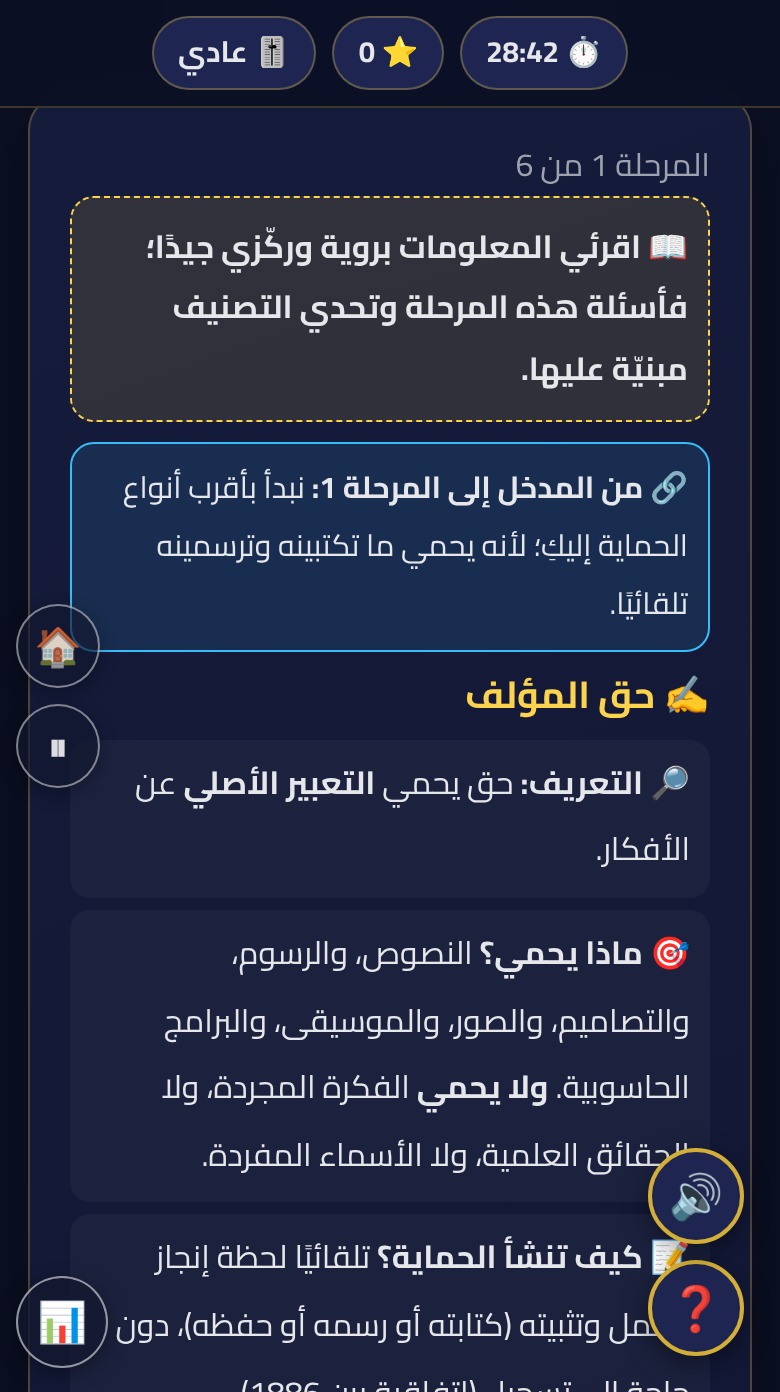 ⏱️ 28:42
⭐ 0
🎚️ عادي
المرحلة 1 من 6
📖 اقرئي المعلومات بروية وركّزي جيدًا؛
فأسئلة هذه المرحلة وتحدي التصنيف
مبنيّة عليها.
🔗 من المدخل إلى المرحلة 1: نبدأ بأقرب أنواع
الحماية إليكِ؛ لأنه يحمي ما تكتبينه وترسمينه
تلقائيًا.
✍️ حق المؤلف
🔎 التعريف: حق يحمي التعبير الأصلي عن
الأفكار.
🎯 ماذا يحمي؟ النصوص، والرسوم،
والتصاميم، والصور، والموسيقى، والبرامج
الحاسوبية. ولا يحمي الفكرة المجردة، ولا
الحقائق العلمية، ولا الأسماء المفردة.
📝 كيف تنشأ الحماية؟ تلقائيًا لحظة إنجاز
وتثبيته (كتابته أو رسمه أو حفظه)، دون
1886)